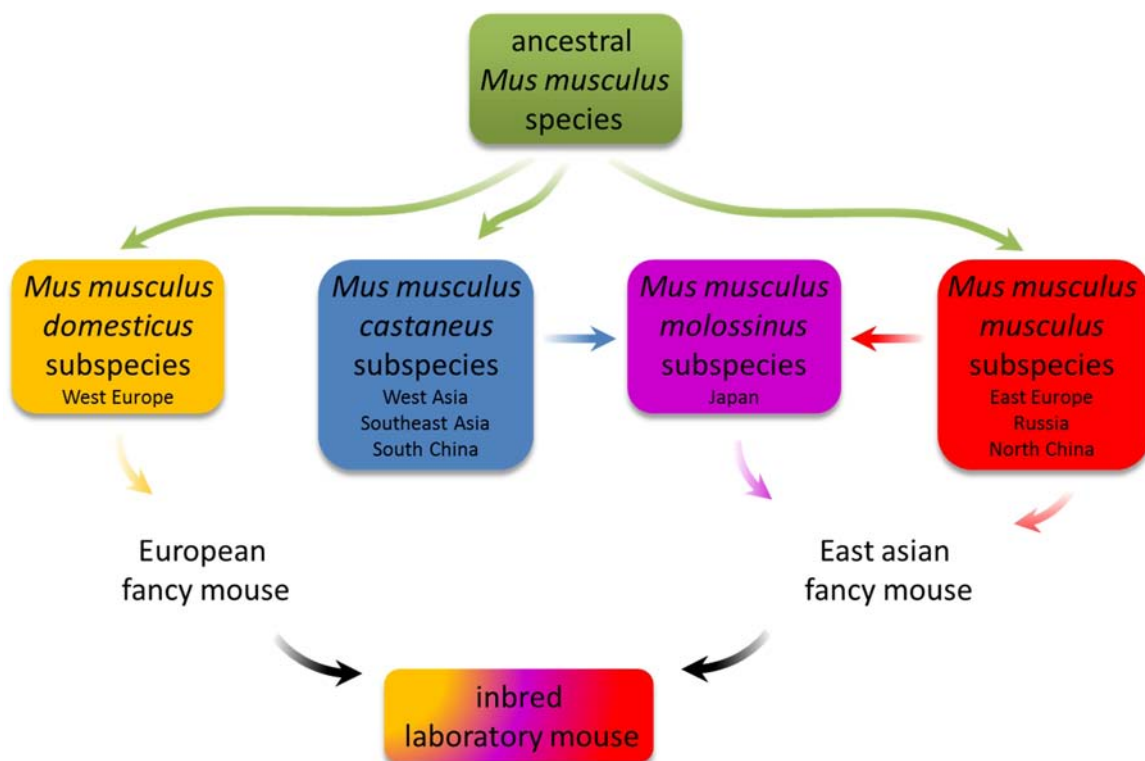 ancestral
Mus musculus
species
Mus musculus
domesticus
subspecies
West Europe
Mus musculus
castaneus
subspecies
West Asia
Southeast Asia
South China
Mus musculus
molossinus
subspecies
Japan
Mus musculus
musculus
subspecies
East Europe
Russia
North China
European
fancy mouse
East asian
fancy mouse
inbred
laboratory mouse